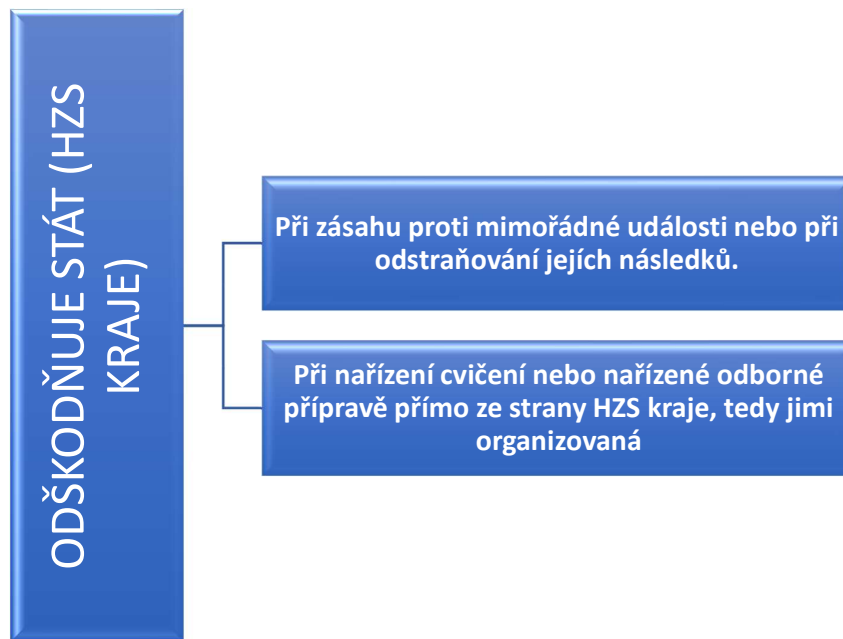 ODŠKODŇUJE STÁT (HZS
KRAJE)
Při zásahu proti mimořádné události nebo při
odstraňování jejích následků.
Při nařízení cvičení nebo nařízené odborné
přípravě přímo ze strany HZS kraje, tedy jimi
organizovaná